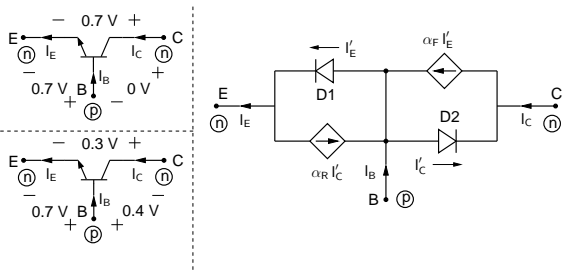 − 0.7 V +
E C
n I_E I_C n
− I_B +
0.7 V B 0 V
+ p −
− 0.3 V +
E C
n I_E I_C n
− I_B −
0.7 V B 0.4 V
+ p +
I′_E α_F I′_E
D1
E D2 C
n I_E I_C n
α_R I′_C I_B I′_C
B p